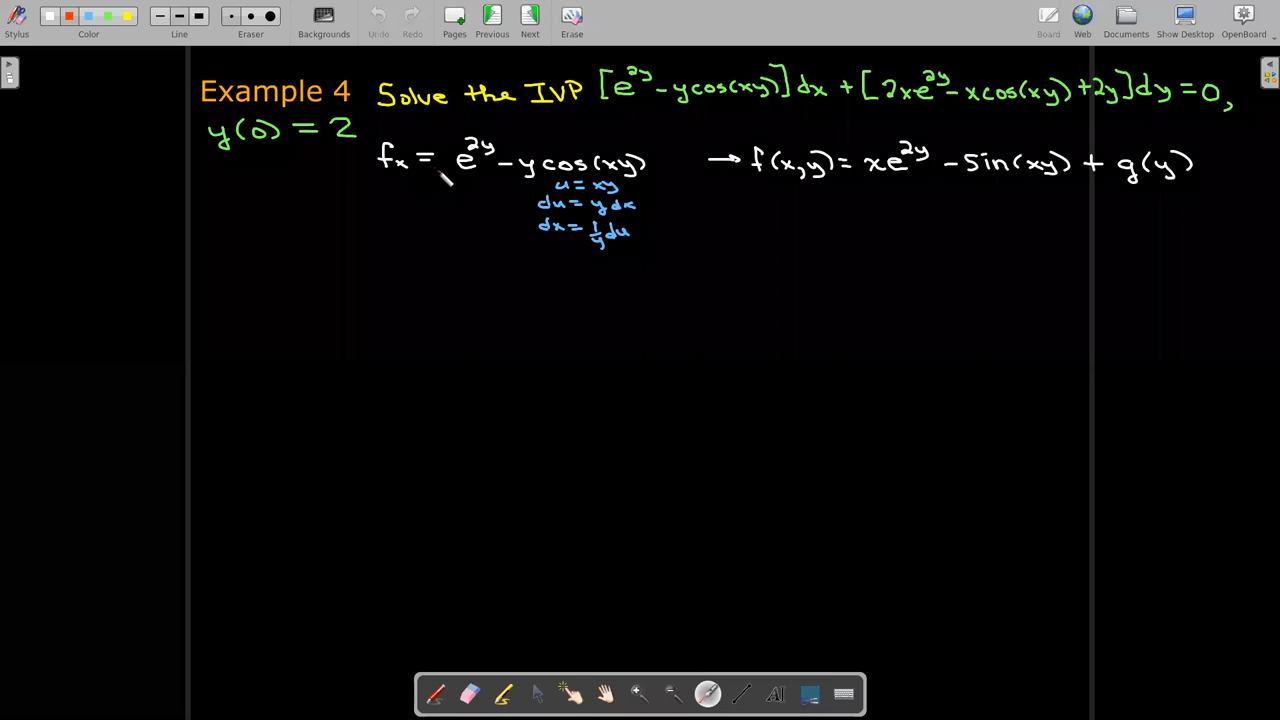 Stylus Color Line Eraser Backgrounds Undo Redo Pages Previous Next Erase Board Web Documents Show Desktop OpenBoard
Example 4 Solve the IVP [e^{2y} - ycos(xy)]dx + [2xe^{2y} - xcos(xy) + 2y]dy = 0,
y(0) = 2
f_x = e^{2y} - ycos(xy) → f(x,y) = xe^{2y} - sin(xy) + g(y)
u = xy
du = y dx
dx = 1/y du
AI